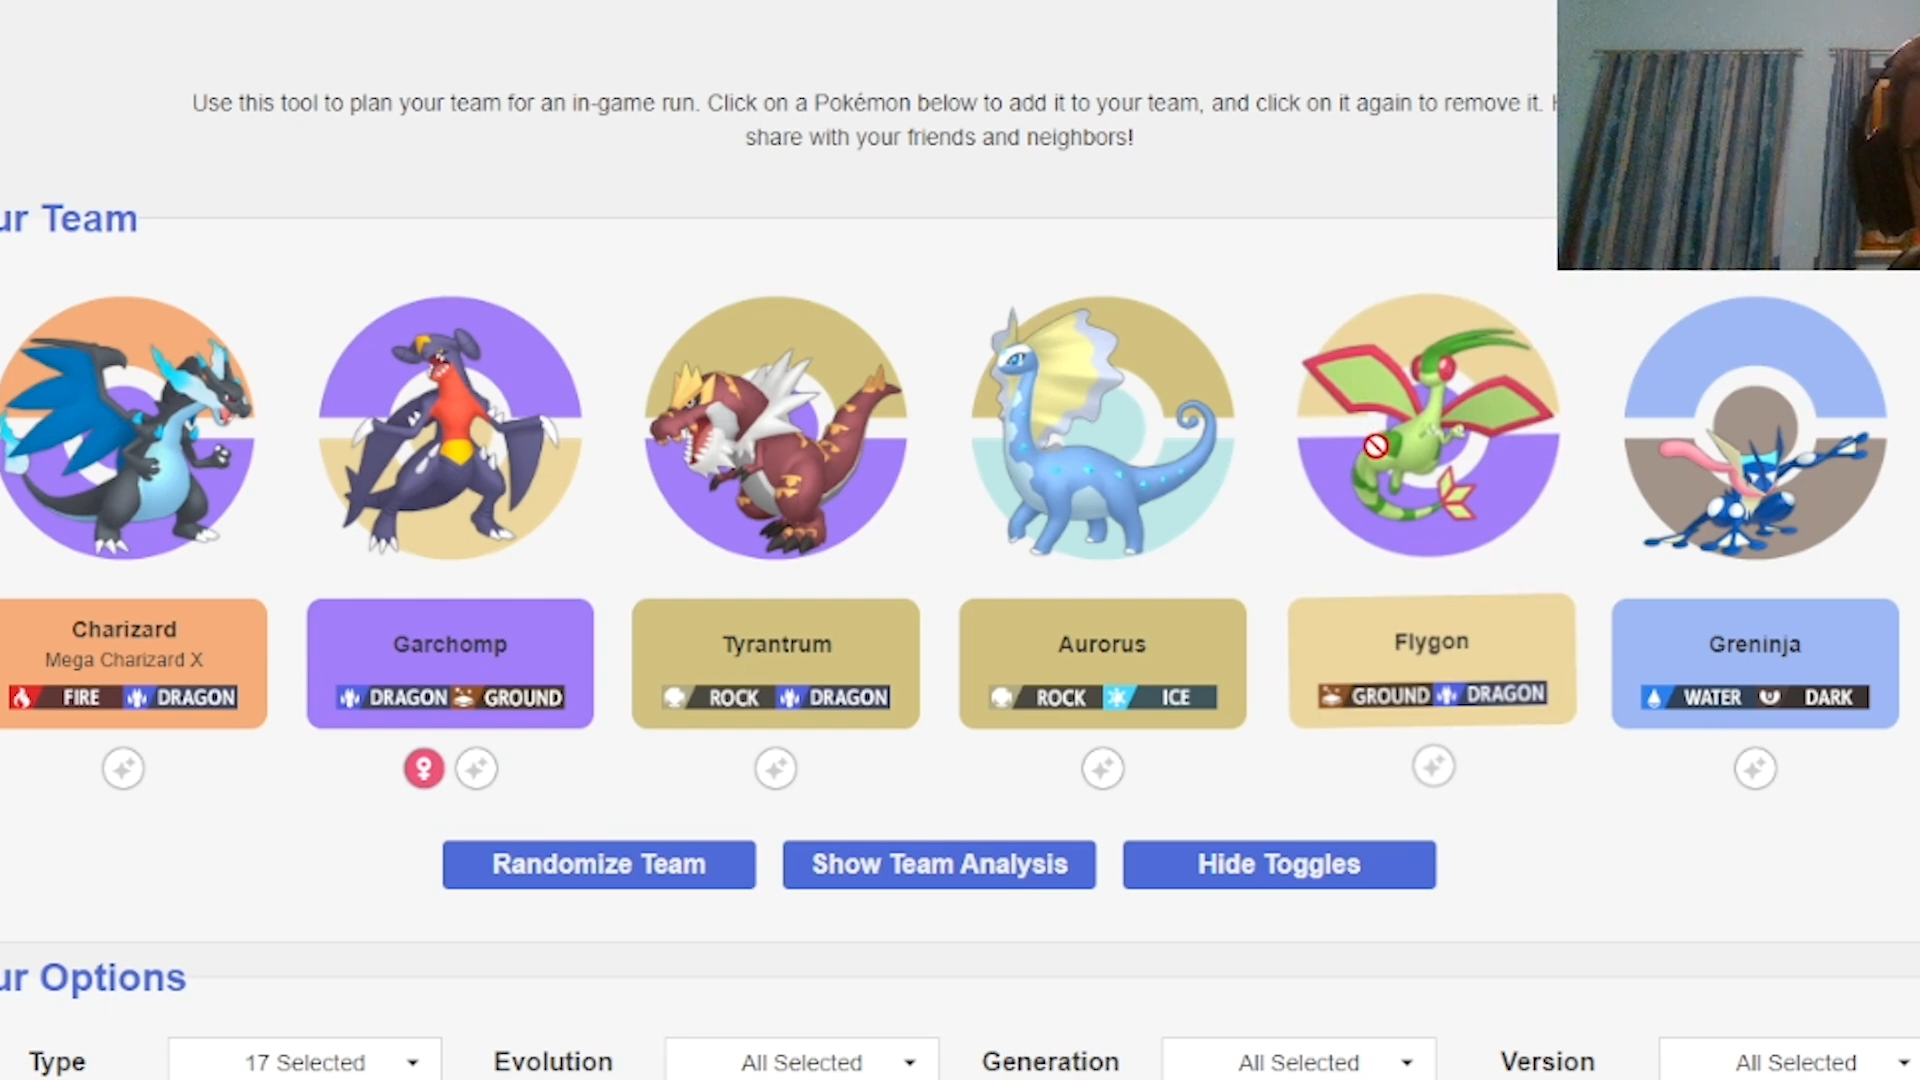 Use this tool to plan your team for an in-game run. Click on a Pokémon below to add it to your team, and click on it again to remove it.
share with your friends and neighbors!
ur Team
Charizard
Mega Charizard X
FIRE DRAGON
Garchomp
DRAGON GROUND
Tyrantrum
ROCK DRAGON
Aurorus
ROCK ICE
Flygon
GROUND DRAGON
Greninja
WATER DARK
Randomize Team
Show Team Analysis
Hide Toggles
ur Options
Type 17 Selected Evolution All Selected Generation All Selected Version All Selected